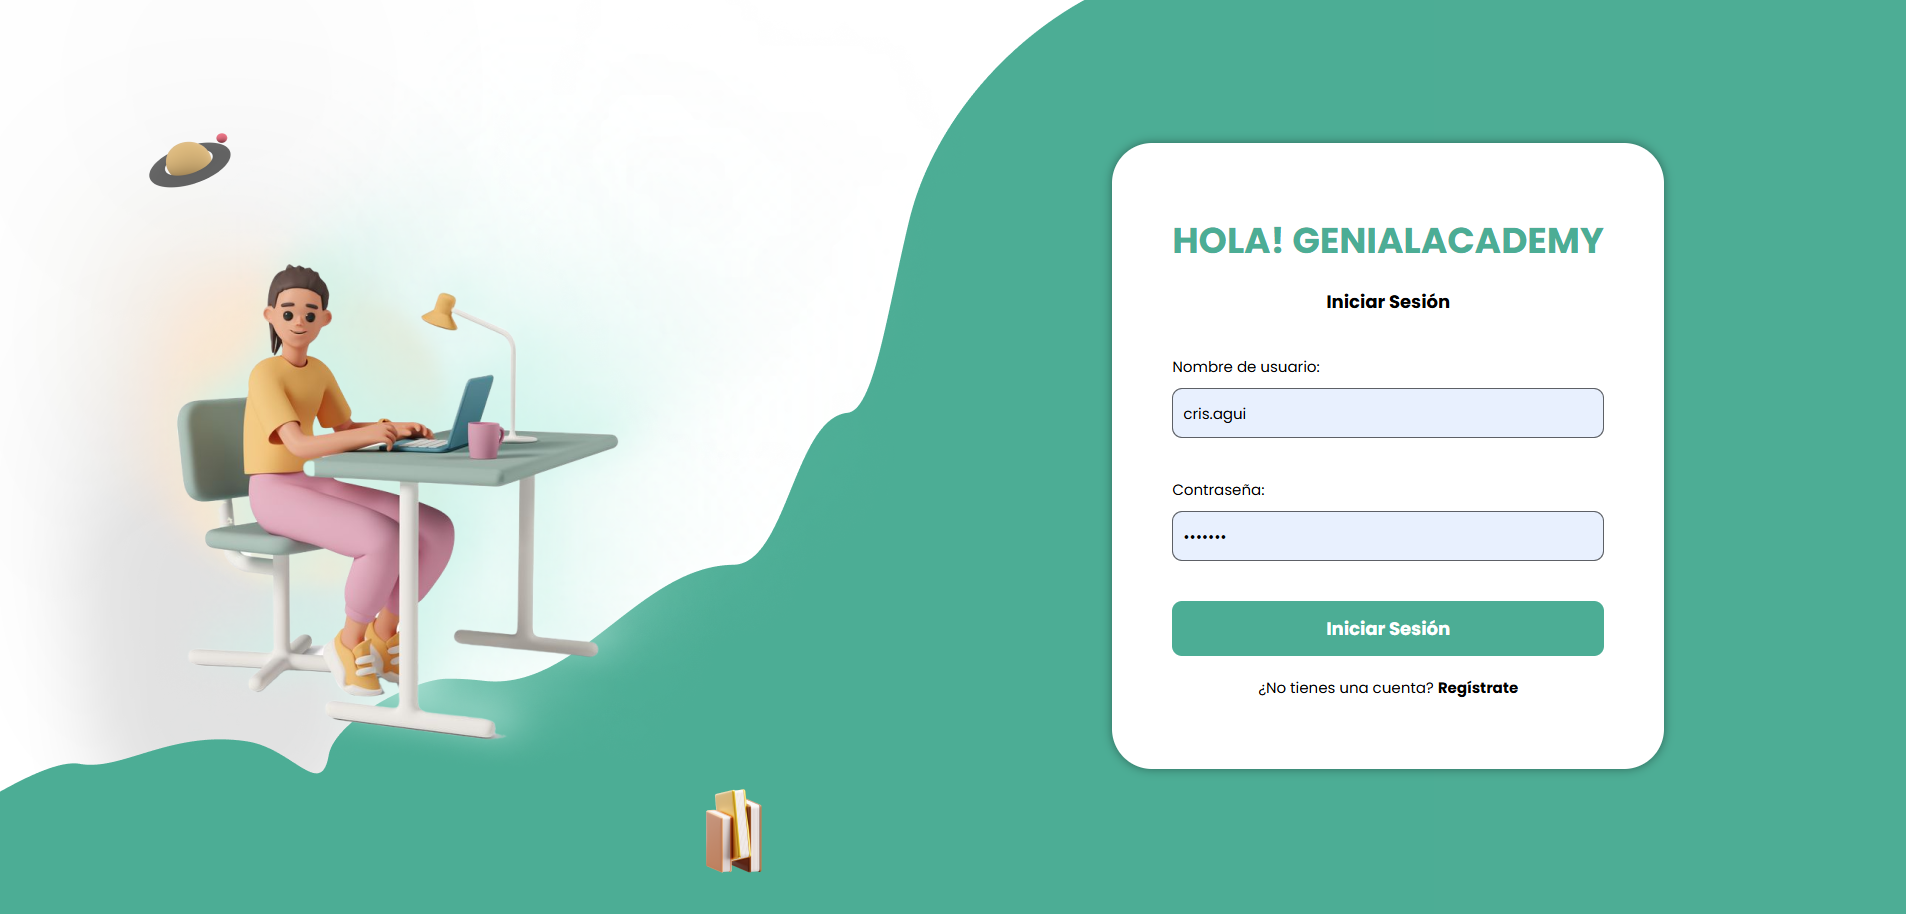 HOLA! GENIALACADEMY
Iniciar Sesión
Nombre de usuario:
cris.agui
Contraseña:
•••••••
Iniciar Sesión
¿No tienes una cuenta? Regístrate